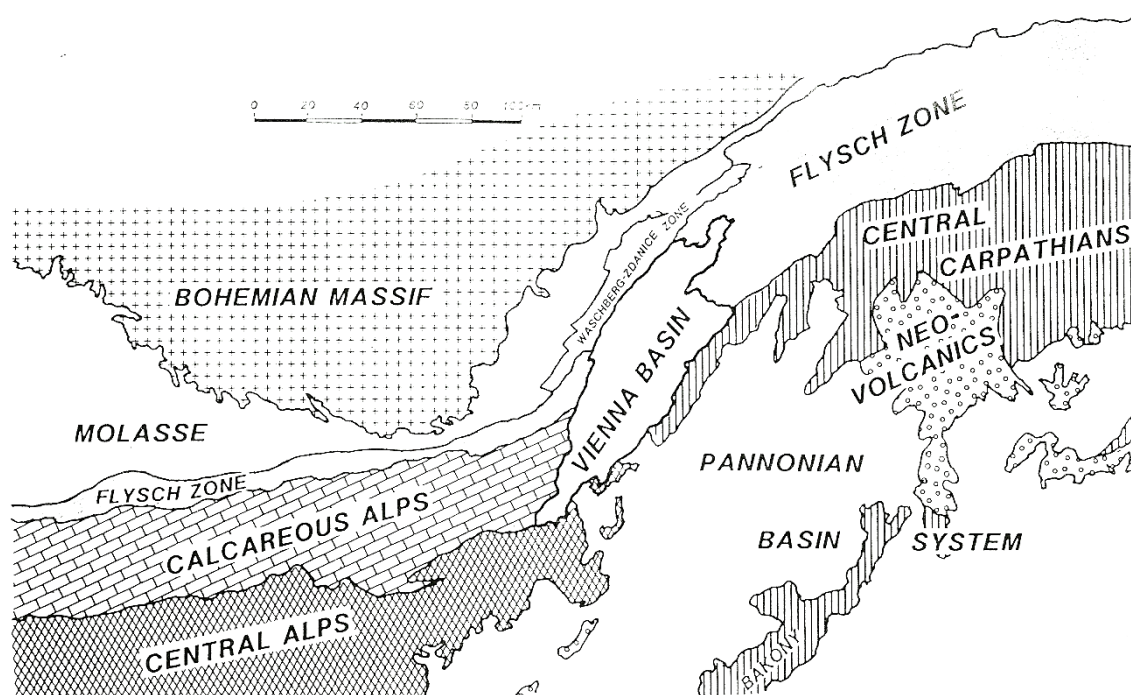 0 20 40 60 80 100 km
FLYSCH ZONE
CENTRAL
CARPATHIANS
BOHEMIAN MASSIF
WASCHBERG-ZDANICE ZONE
NEO-
VOLCANICS
VIENNA BASIN
MOLASSE
PANNONIAN
FLYSCH ZONE
CALCAREOUS ALPS
BASIN SYSTEM
CENTRAL ALPS
BAKONY